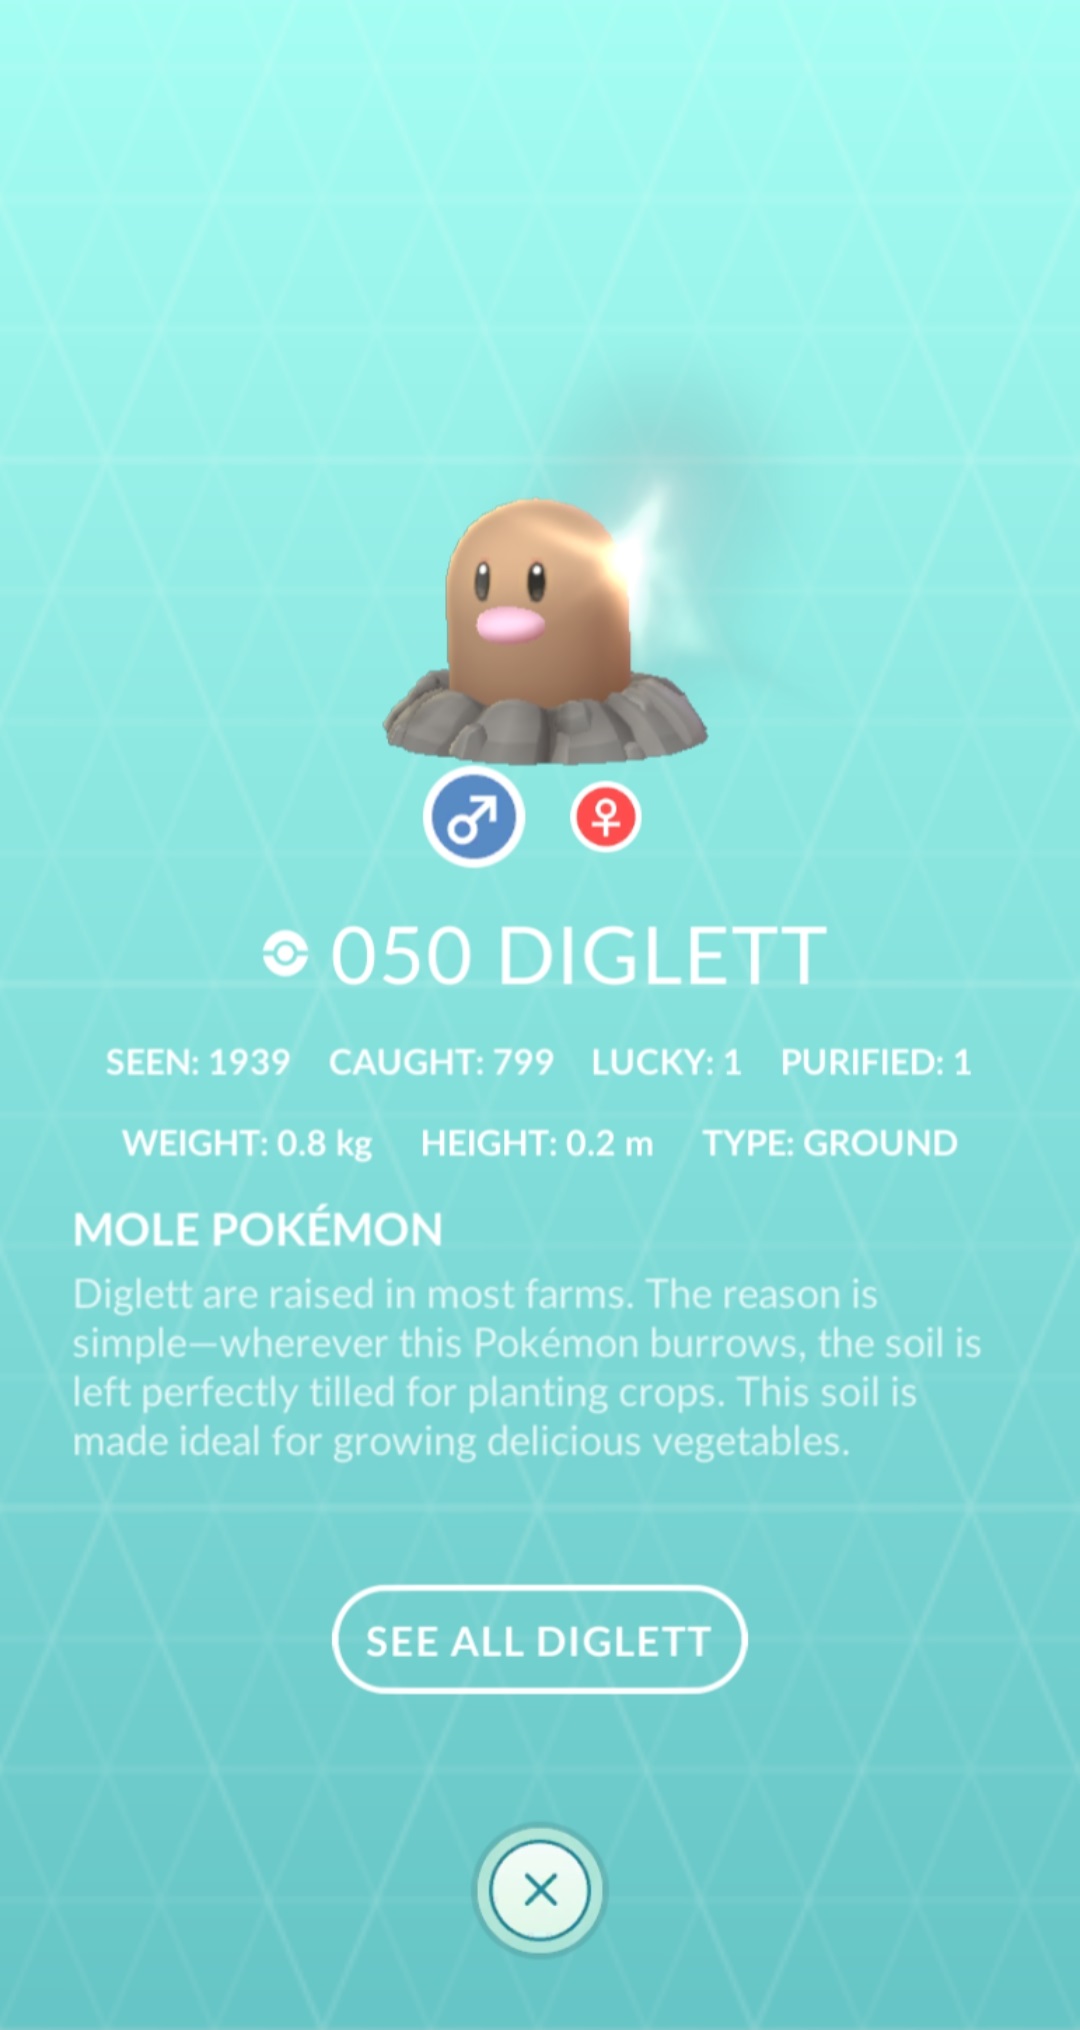 050 DIGLETT
SEEN: 1939 CAUGHT: 799 LUCKY: 1 PURIFIED: 1
WEIGHT: 0.8 kg HEIGHT: 0.2 m TYPE: GROUND
MOLE POKÉMON
Diglett are raised in most farms. The reason is
simple—wherever this Pokémon burrows, the soil is
left perfectly tilled for planting crops. This soil is
made ideal for growing delicious vegetables.
SEE ALL DIGLETT